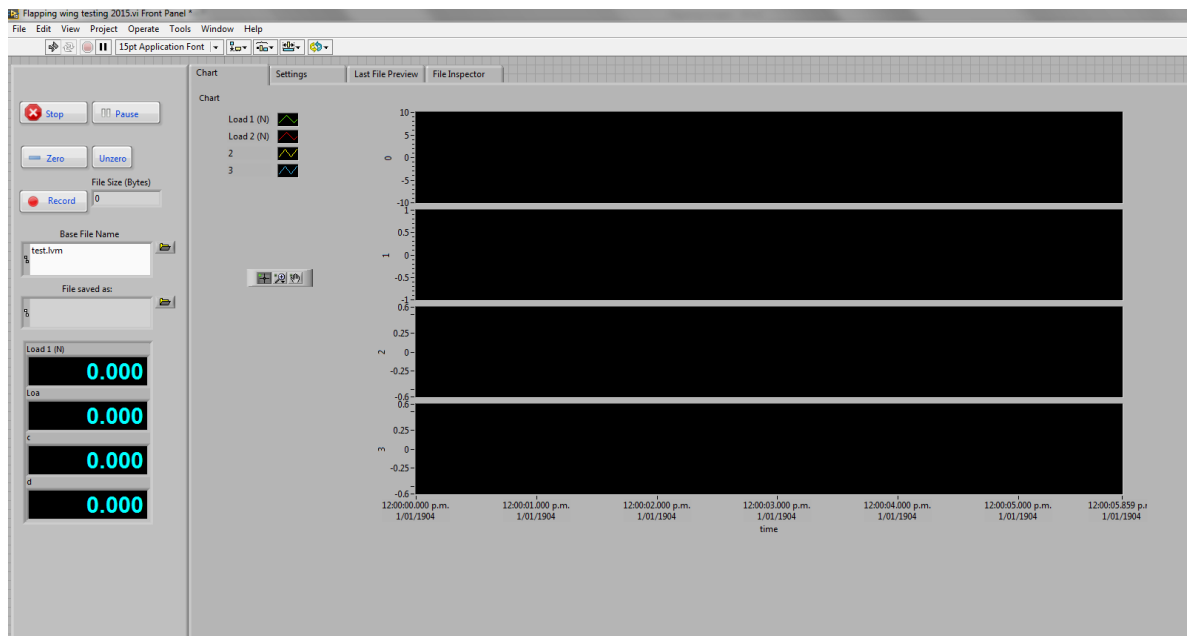 Flapping wing testing 2015.vi Front Panel *
File Edit View Project Operate Tools Window Help
15pt Application Font
Chart Settings Last File Preview File Inspector
Stop Pause
Zero Unzero
File Size (Bytes)
Record 0
Base File Name
test.lvm
File saved as:
Load 1 (N)
0.000
Loa
0.000
c
0.000
d
0.000
Chart
Load 1 (N)
Load 2 (N)
2
3
10
5
0
-5
-10
0
1
0.5
0
-0.5
-1
1
0.6
0.25
0
-0.25
-0.6
2
0.6
0.25
0
-0.25
-0.6
3
12:00:00.000 p.m. 12:00:01.000 p.m. 12:00:02.000 p.m. 12:00:03.000 p.m. 12:00:04.000 p.m. 12:00:05.000 p.m. 12:00:05.859 p.
1/01/1904 1/01/1904 1/01/1904 1/01/1904 1/01/1904 1/01/1904 1/01/1904
time